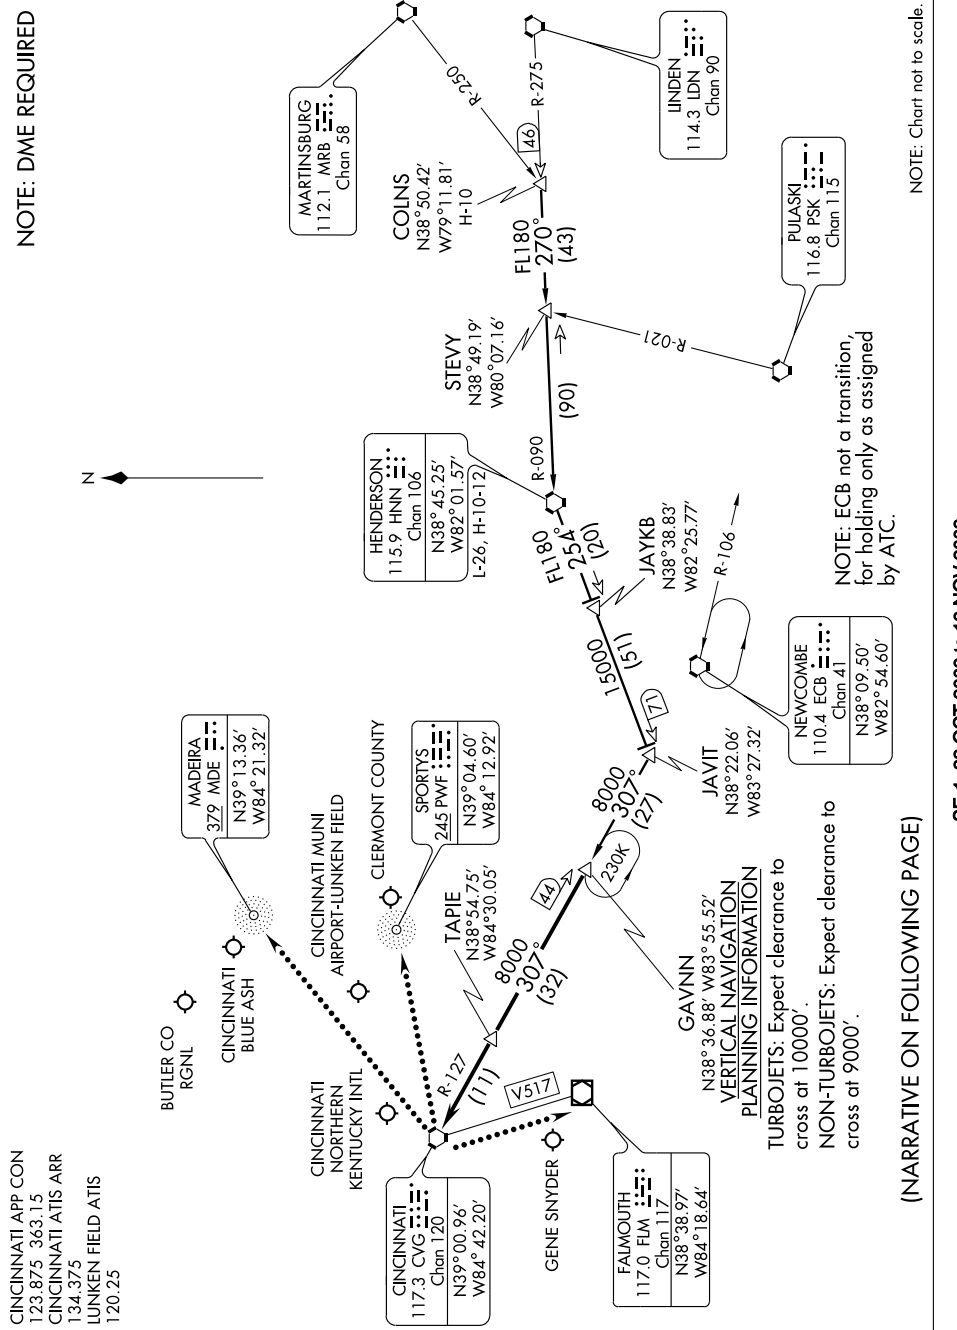 NOTE: DME REQUIRED
CINCINNATI APP CON
123.875 363.15
CINCINNATI ATIS ARR
134.375
LUNKEN FIELD ATIS
120.25
N
MARTINSBURG
112.1 MRB
Chan 58
R-250
COLNS
N38°50.42'
W79°11.81'
H-10
R-275
46
LINDEN
114.3 LDN
Chan 90
FL180
270°
(43)
STEVY
N38°49.19'
W80°07.16'
R-021
PULASKI
116.8 PSK
Chan 115
(90)
R-090
HENDERSON
115.9 HNN
Chan 106
N38°45.25'
W82°01.57'
L-26, H-10-12
FL180
254°
(20)
JAYKB
N38°38.83'
W82°25.77'
15000
(51)
71
JAVIT
N38°22.06'
W83°27.32'
R-106
NEWCOMBE
110.4 ECB
Chan 41
N38°09.50'
W82°54.60'
NOTE: ECB not a transition,
for holding only as assigned
by ATC.
8000
307°
(27)
230K
44
GAVNN
N38°36.88' W83°55.52'
VERTICAL NAVIGATION
PLANNING INFORMATION
TURBOJETS: Expect clearance to
cross at 10000'.
NON-TURBOJETS: Expect clearance to
cross at 9000'.
8000
307°
(32)
TAPIE
N38°54.75'
W84°30.05'
R-127
(11)
MADEIRA
379 MDE
N39°13.36'
W84°21.32'
SPORTYS
245 PWF
N39°04.60'
W84°12.92'
CLERMONT COUNTY
CINCINNATI MUNI
AIRPORT-LUNKEN FIELD
CINCINNATI
BLUE ASH
BUTLER CO
RGNL
CINCINNATI
NORTHERN
KENTUCKY INTL
CINCINNATI
117.3 CVG
Chan 120
N39°00.96'
W84°42.20'
V517
GENE SNYDER
FALMOUTH
117.0 FLM
Chan 117
N38°38.97'
W84°18.64'
(NARRATIVE ON FOLLOWING PAGE)
NOTE: Chart not to scale.